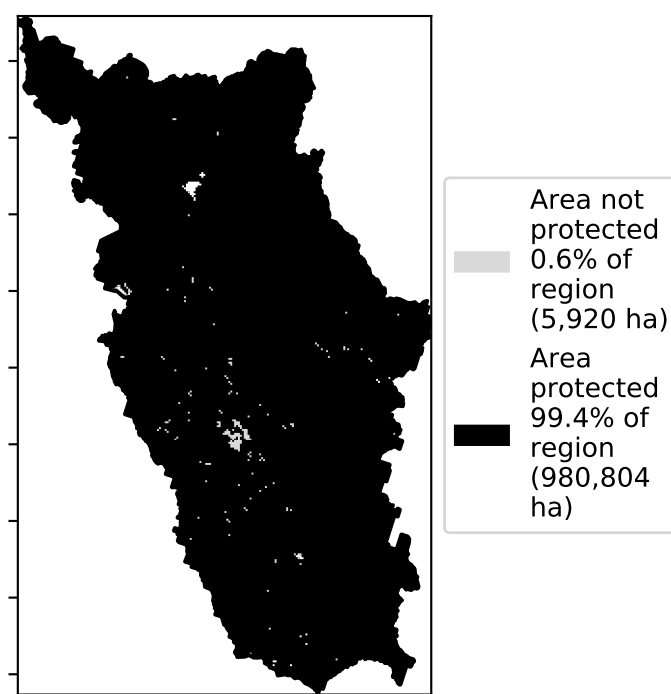 Area not
protected
0.6% of
region
(5,920 ha)
Area
protected
99.4% of
region
(980,804
ha)